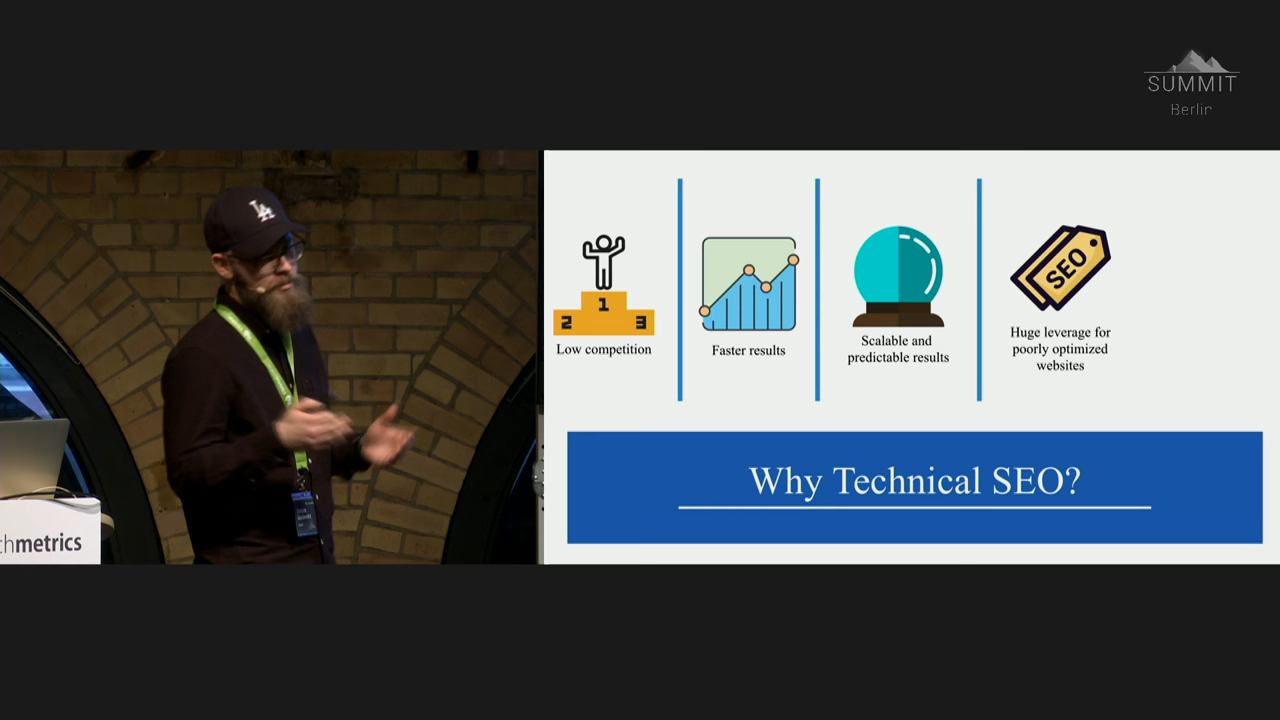 SUMMIT
Berlin
LA
thmetrics
1
2
3
Low competition
Faster results
Scalable and
predictable results
SEO
Huge leverage for
poorly optimized
websites
Why Technical SEO?